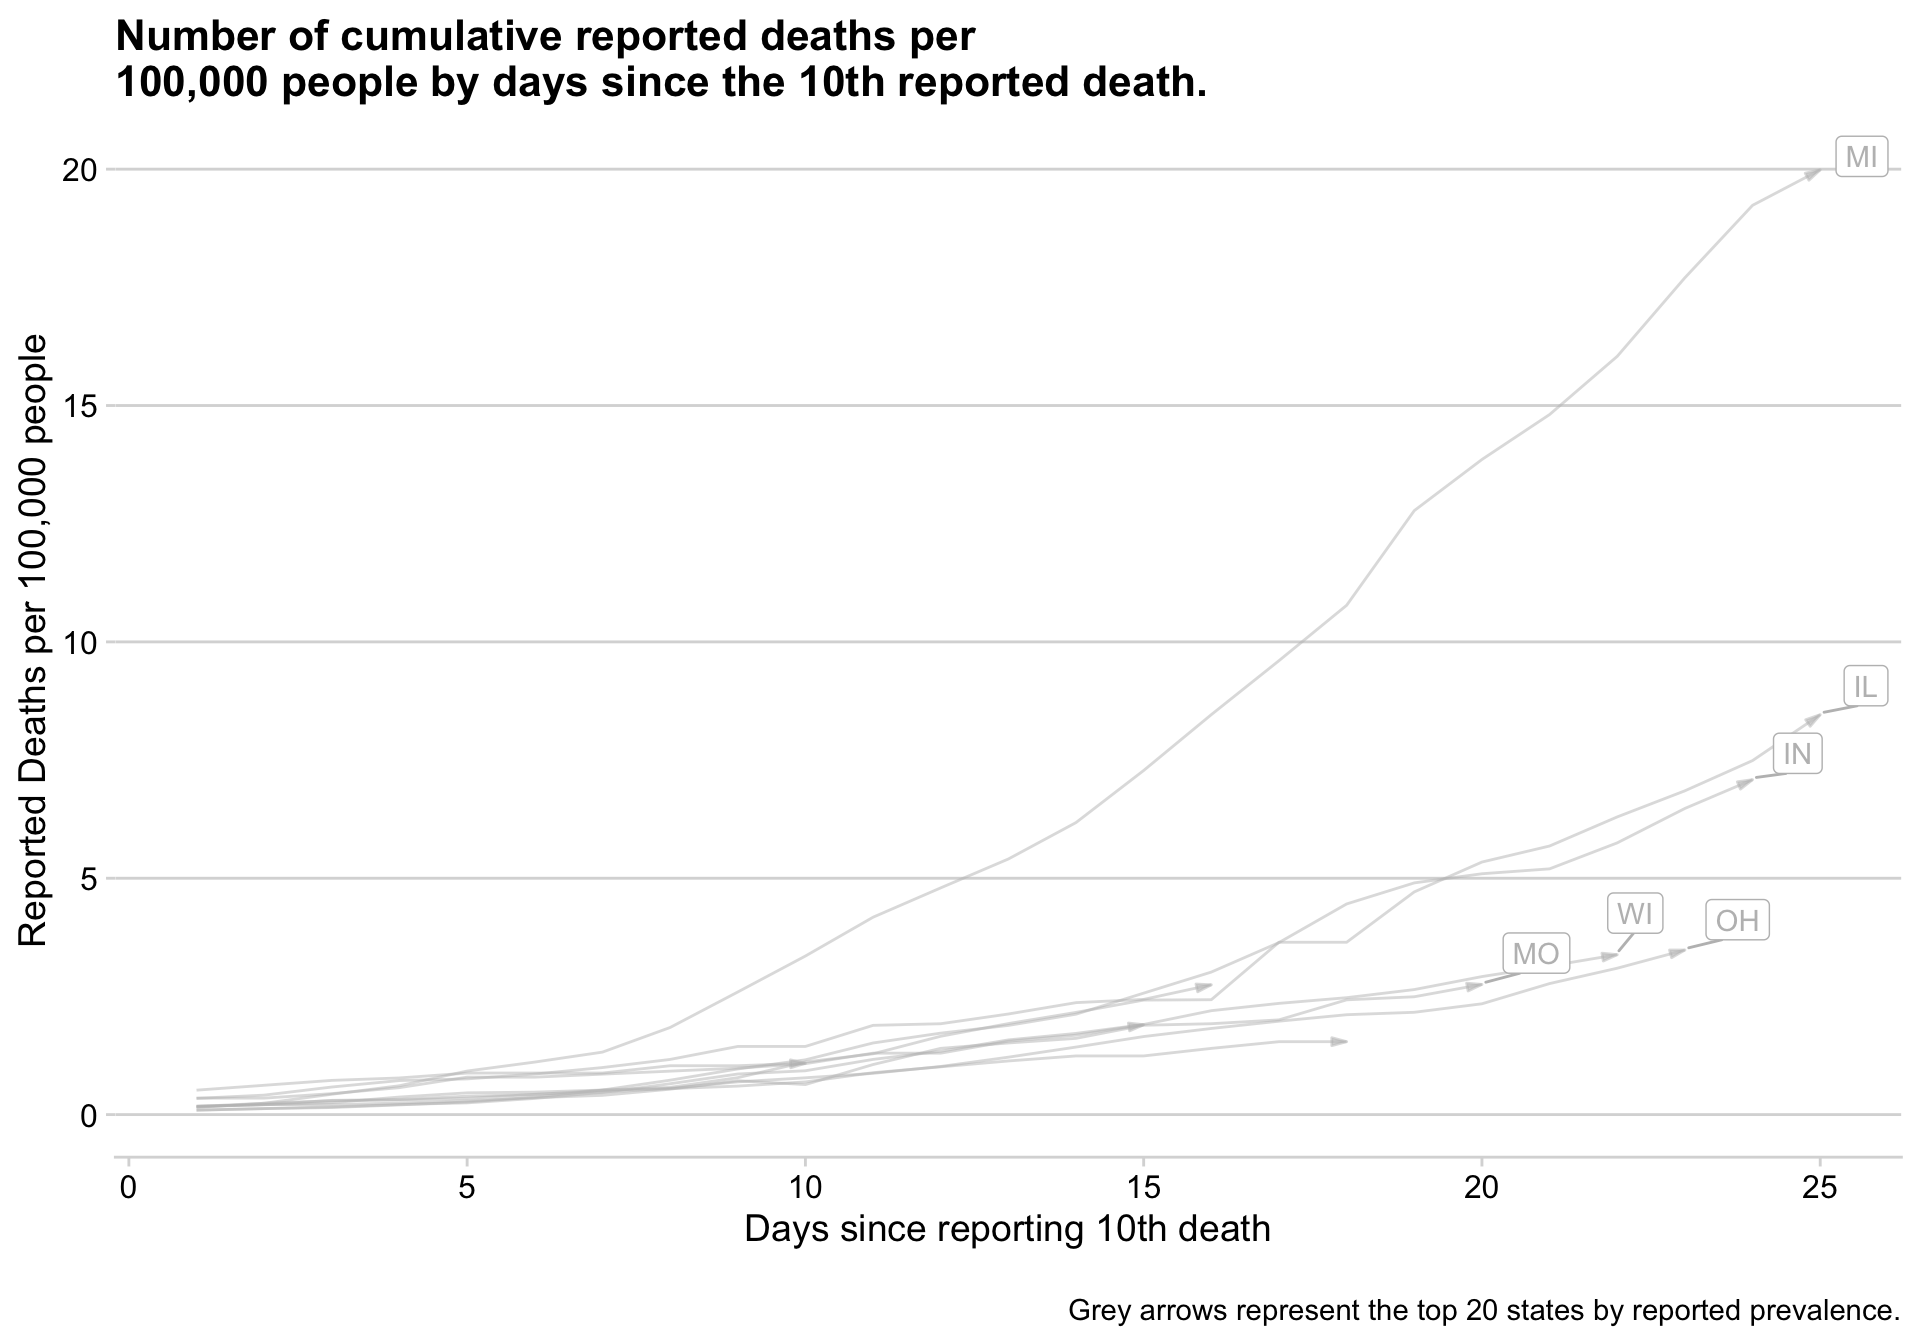 Number of cumulative reported deaths per
100,000 people by days since the 10th reported death.
Reported Deaths per 100,000 people
20
15
10
5
0
MI
IL
IN
WI
OH
MO
0 5 10 15 20 25
Days since reporting 10th death
Grey arrows represent the top 20 states by reported prevalence.